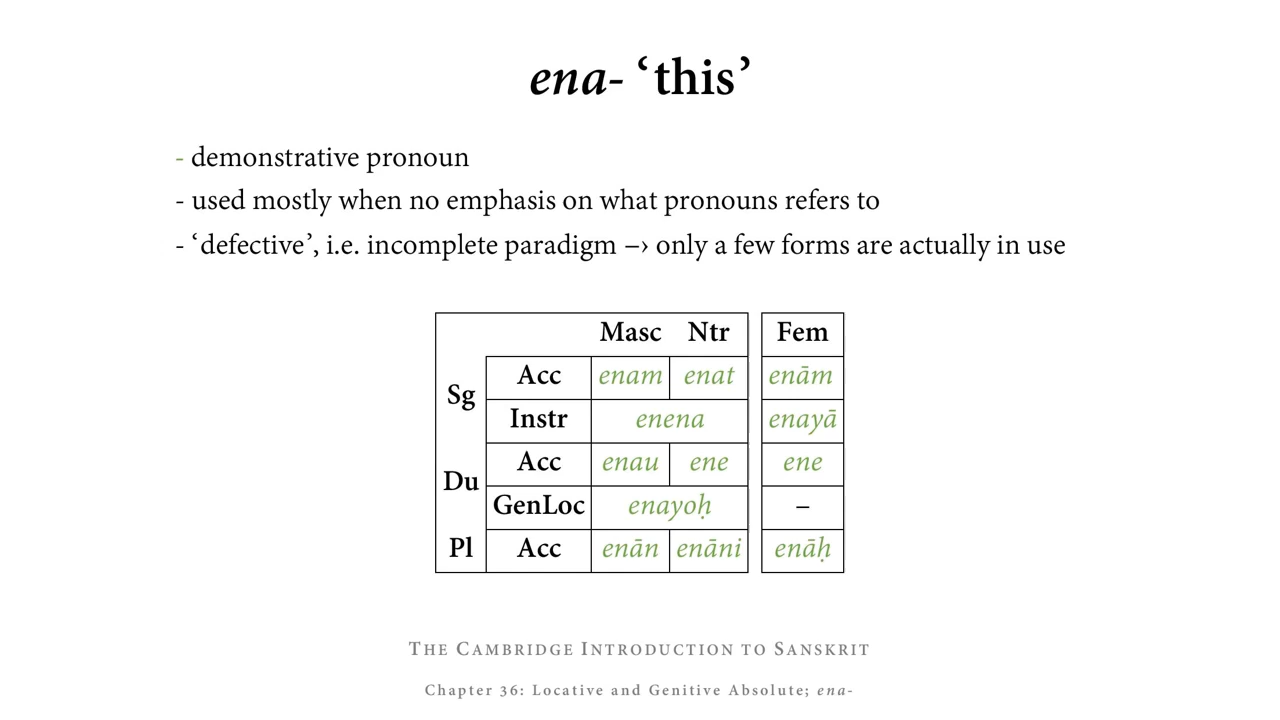 ena- ‘this’
- demonstrative pronoun
- used mostly when no emphasis on what pronouns refers to
- ‘defective’, i.e. incomplete paradigm –› only a few forms are actually in use
Masc Ntr Fem
Sg Acc enam enat enām
Instr enena enayā
Du Acc enau ene ene
GenLoc enayoḥ –
Pl Acc enān enāni enāḥ
The Cambridge Introduction to Sanskrit
Chapter 36: Locative and Genitive Absolute; ena-